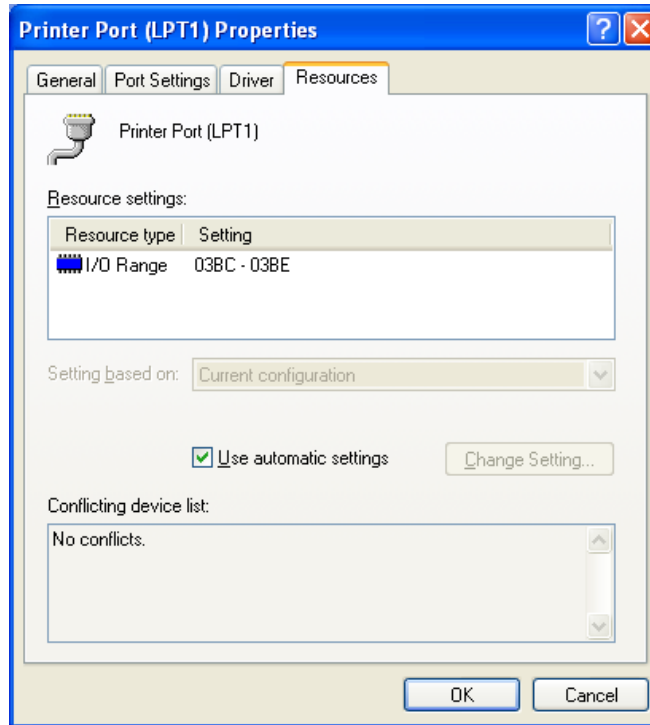 Printer Port (LPT1) Properties
General Port Settings Driver Resources
Printer Port (LPT1)
Resource settings:
Resource type Setting
I/O Range 03BC - 03BE
Setting based on: Current configuration
Use automatic settings Change Setting...
Conflicting device list:
No conflicts.
OK Cancel